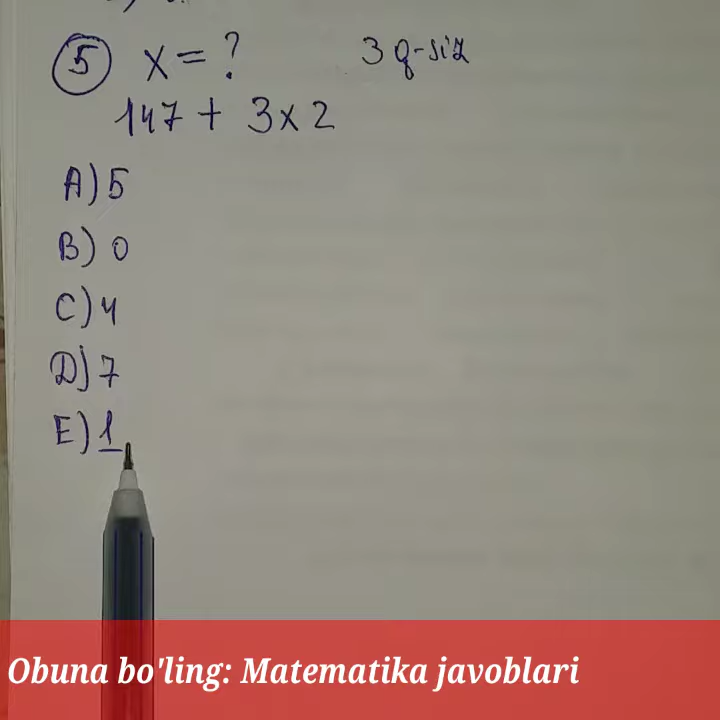 5 x = ? 3 q-siz
147 + 3x2
A) 5
B) 0
C) 4
D) 7
E) 1
Obuna bo'ling: Matematika javoblari